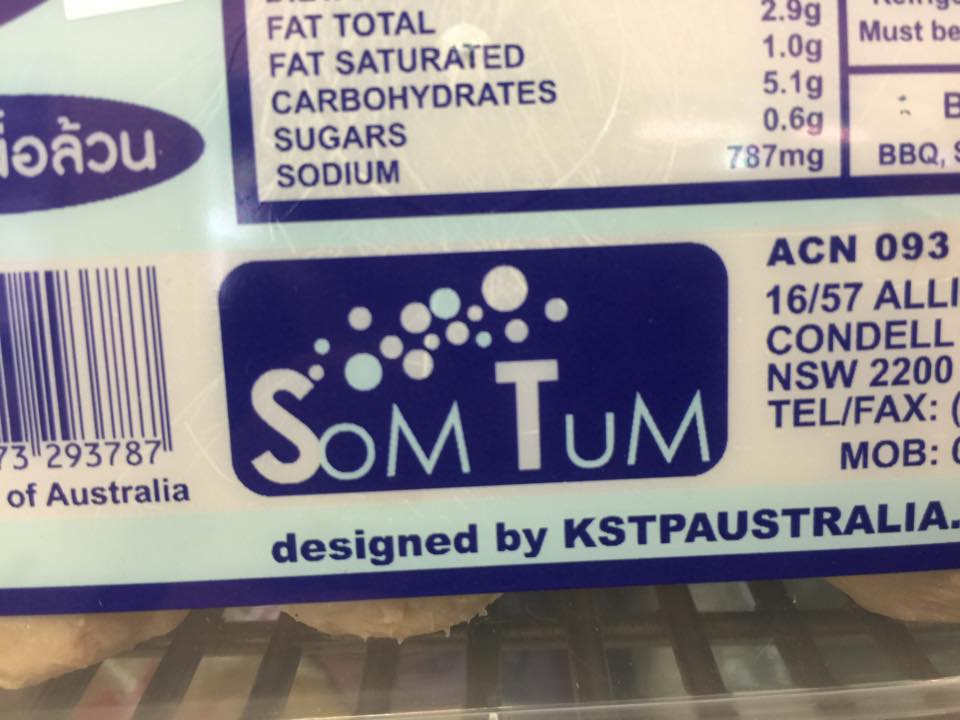 FAT TOTAL 2.9g
FAT SATURATED 1.0g
CARBOHYDRATES 5.1g
SUGARS 0.6g
SODIUM 787mg
Must be
BBQ,
ล้วน
ACN 093
16/57 ALLI
CONDELL
NSW 2200
TEL/FAX: (
MOB:
SOM TUM
73 293787
of Australia
designed by KSTPAUSTRALIA.